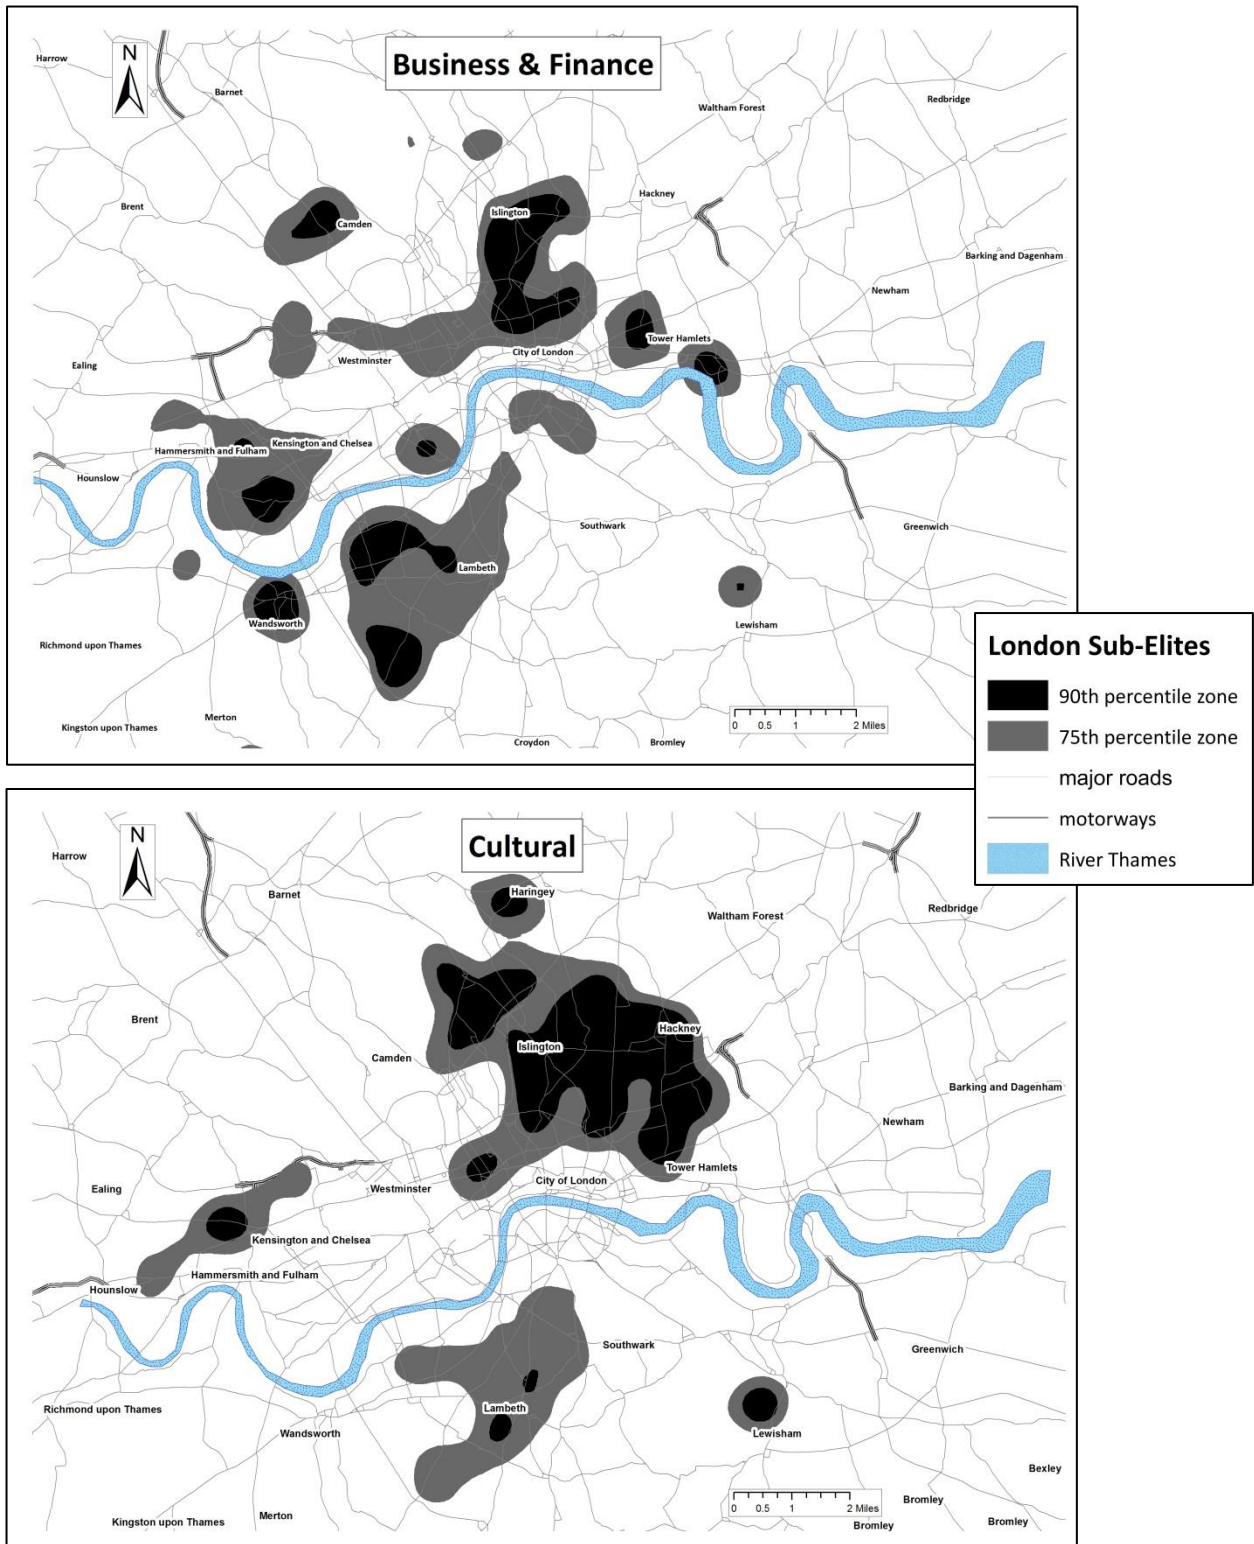 Business & Finance
N
Harrow
Barnet
Redbridge
Waltham Forest
Hackney
Brent
Islington
Camden
Barking and Dagenham
Newham
Tower Hamlets
City of London
Westminster
Ealing
Kensington and Chelsea
Hammersmith and Fulham
Hounslow
Southwark
Greenwich
Lambeth
Wandsworth
Lewisham
Richmond upon Thames
Merton
Kingston upon Thames
0 0.5 1 2 Miles
Croydon
Bromley
London Sub-Elites
90th percentile zone
75th percentile zone
major roads
motorways
River Thames
Cultural
N
Harrow
Haringey
Barnet
Redbridge
Waltham Forest
Brent
Hackney
Islington
Camden
Barking and Dagenham
Newham
Tower Hamlets
City of London
Ealing
Westminster
Kensington and Chelsea
Hammersmith and Fulham
Hounslow
Southwark
Greenwich
Lambeth
Richmond upon Thames
Wandsworth
Lewisham
Bexley
Bromley
0 0.5 1 2 Miles
Merton
Kingston upon Thames
Bromley
Bromley